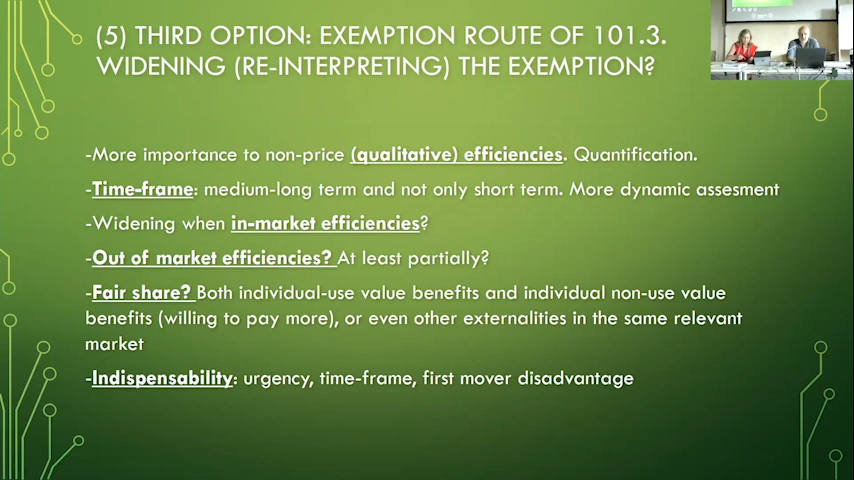 (5) THIRD OPTION: EXEMPTION ROUTE OF 101.3.
WIDENING (RE-INTERPRETING) THE EXEMPTION?
-More importance to non-price (qualitative) efficiencies. Quantification.
-Time-frame: medium-long term and not only short term. More dynamic assesment
-Widening when in-market efficiencies?
-Out of market efficiencies? At least partially?
-Fair share? Both individual-use value benefits and individual non-use value
benefits (willing to pay more), or even other externalities in the same relevant
market
-Indispensability: urgency, time-frame, first mover disadvantage